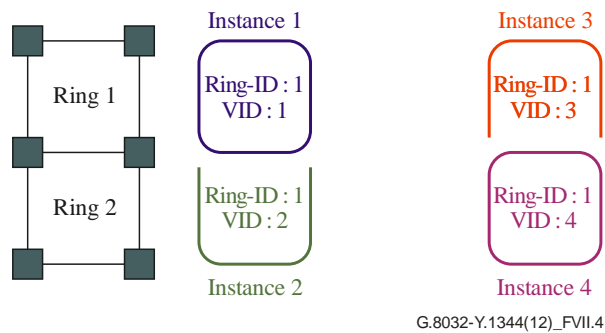 Instance 1
Instance 3
Ring 1
Ring-ID : 1
VID : 1
Ring-ID : 1
VID : 3
Ring 2
Ring-ID : 1
VID : 2
Ring-ID : 1
VID : 4
Instance 2
Instance 4
G.8032-Y.1344(12)_FVII.4